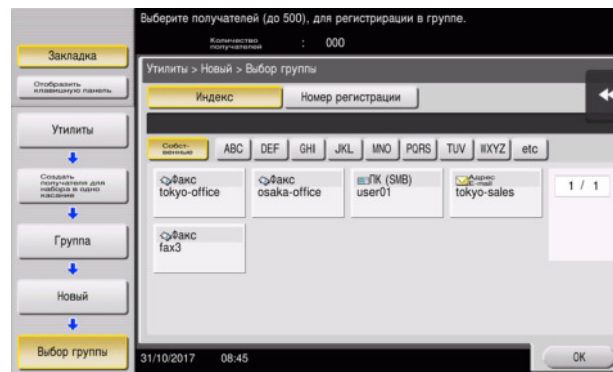 Выберите получателей (до 500), для регистрирации в группе.
Количество получателей : 000
Закладка
Отобразить клавишную панель
Утилиты
Создать получателя для набора в одно касание
Группа
Новый
Выбор группы
Утилиты > Новый > Выбор группы
Индекс
Номер регистрации
Собст-венные
ABC
DEF
GHI
JKL
MNO
PQRS
TUV
WXYZ
etc
Факс
tokyo-office
Факс
osaka-office
ПК (SMB)
user01
Адрес E-mail
tokyo-sales
1 / 1
Факс
fax3
31/10/2017 08:45
OK